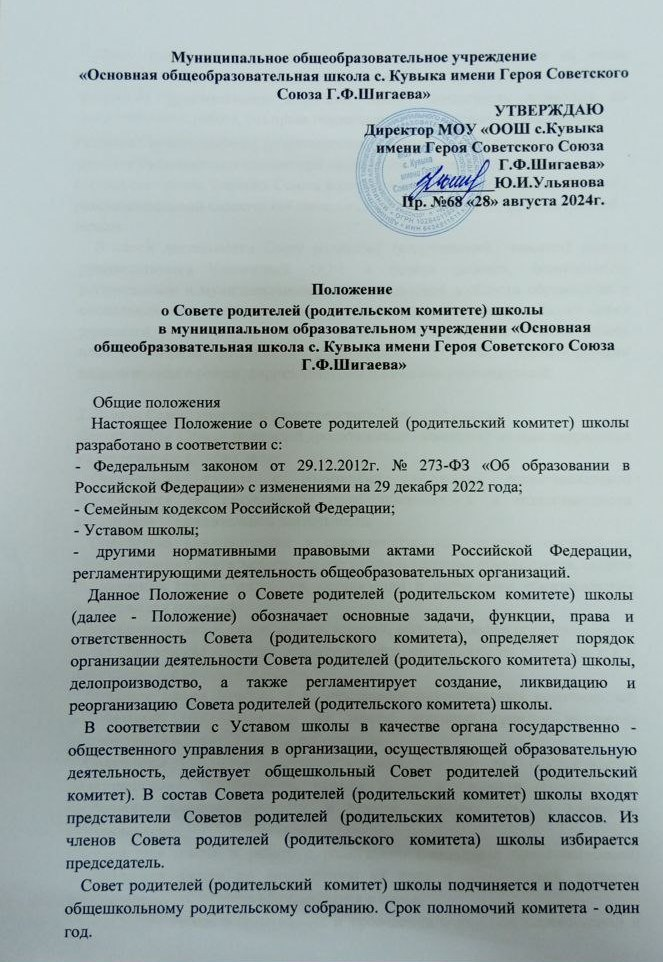 Муниципальное общеобразовательное учреждение
«Основная общеобразовательная школа с. Кувыка имени Героя Советского
Союза Г.Ф.Шигаева»
УТВЕРЖДАЮ
Директор МОУ «ООШ с.Кувыка
имени Героя Советского Союза
Г.Ф.Шигаева»
__________Ю.И.Ульянова
Пр. №68 «28» августа 2024г.
Положение
о Совете родителей (родительском комитете) школы
в муниципальном образовательном учреждении «Основная
общеобразовательная школа с. Кувыка имени Героя Советского Союза
Г.Ф.Шигаева»
Общие положения
Настоящее Положение о Совете родителей (родительский комитет) школы
разработано в соответствии с:
- Федеральным законом от 29.12.2012г. № 273-ФЗ «Об образовании в
Российской Федерации» с изменениями на 29 декабря 2022 года;
- Семейным кодексом Российской Федерации;
- Уставом школы;
- другими нормативными правовыми актами Российской Федерации,
регламентирующими деятельность общеобразовательных организаций.
Данное Положение о Совете родителей (родительском комитете) школы
(далее - Положение) обозначает основные задачи, функции, права и
ответственность Совета (родительского комитета), определяет порядок
организации деятельности Совета родителей (родительского комитета) школы,
делопроизводство, а также регламентирует создание, ликвидацию и
реорганизацию Совета родителей (родительского комитета) школы.
В соответствии с Уставом школы в качестве органа государственно -
общественного управления в организации, осуществляющей образовательную
деятельность, действует общешкольный Совет родителей (родительский
комитет). В состав Совета родителей (родительский комитет) школы входят
представители Советов родителей (родительских комитетов) классов. Из
членов Совета родителей (родительского комитета) школы избирается
председатель.
Совет родителей (родительский комитет) школы подчиняется и подотчетен
общешкольному родительскому собранию. Срок полномочий комитета - один
год.